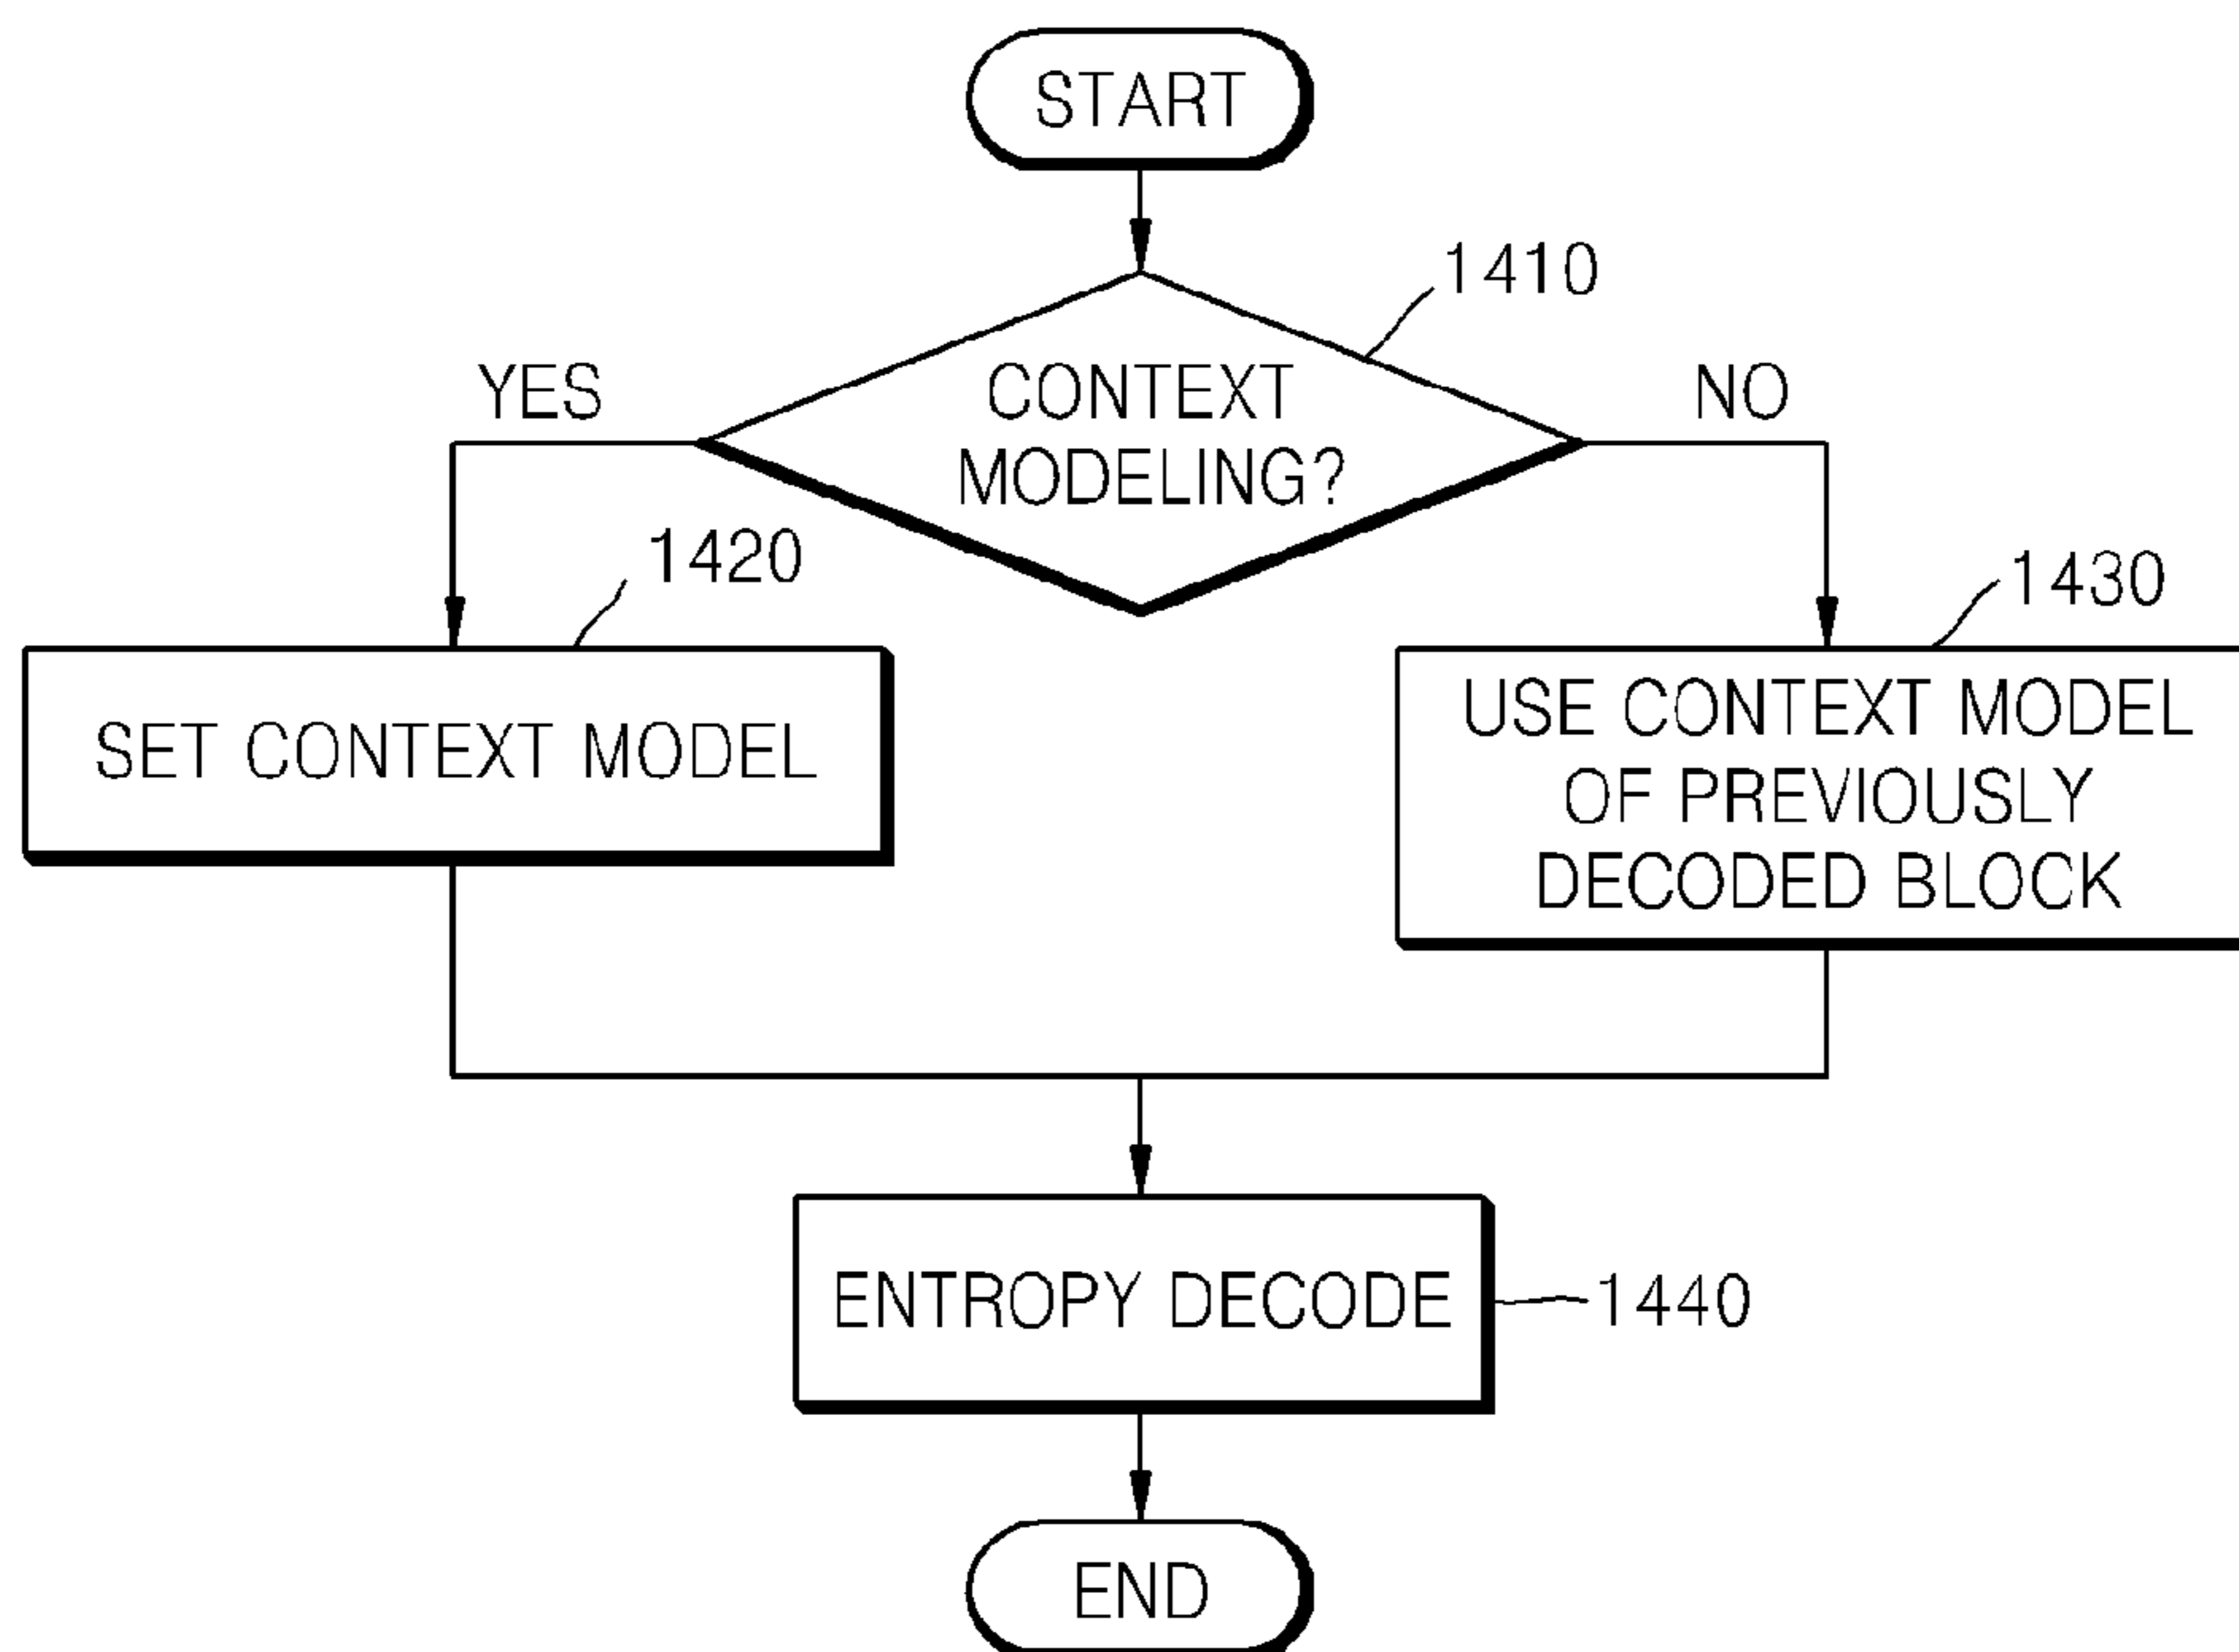 START
1410
YES
CONTEXT
MODELING?
NO
1420
1430
SET CONTEXT MODEL
USE CONTEXT MODEL
OF PREVIOUSLY
DECODED BLOCK
ENTROPY DECODE
1440
END